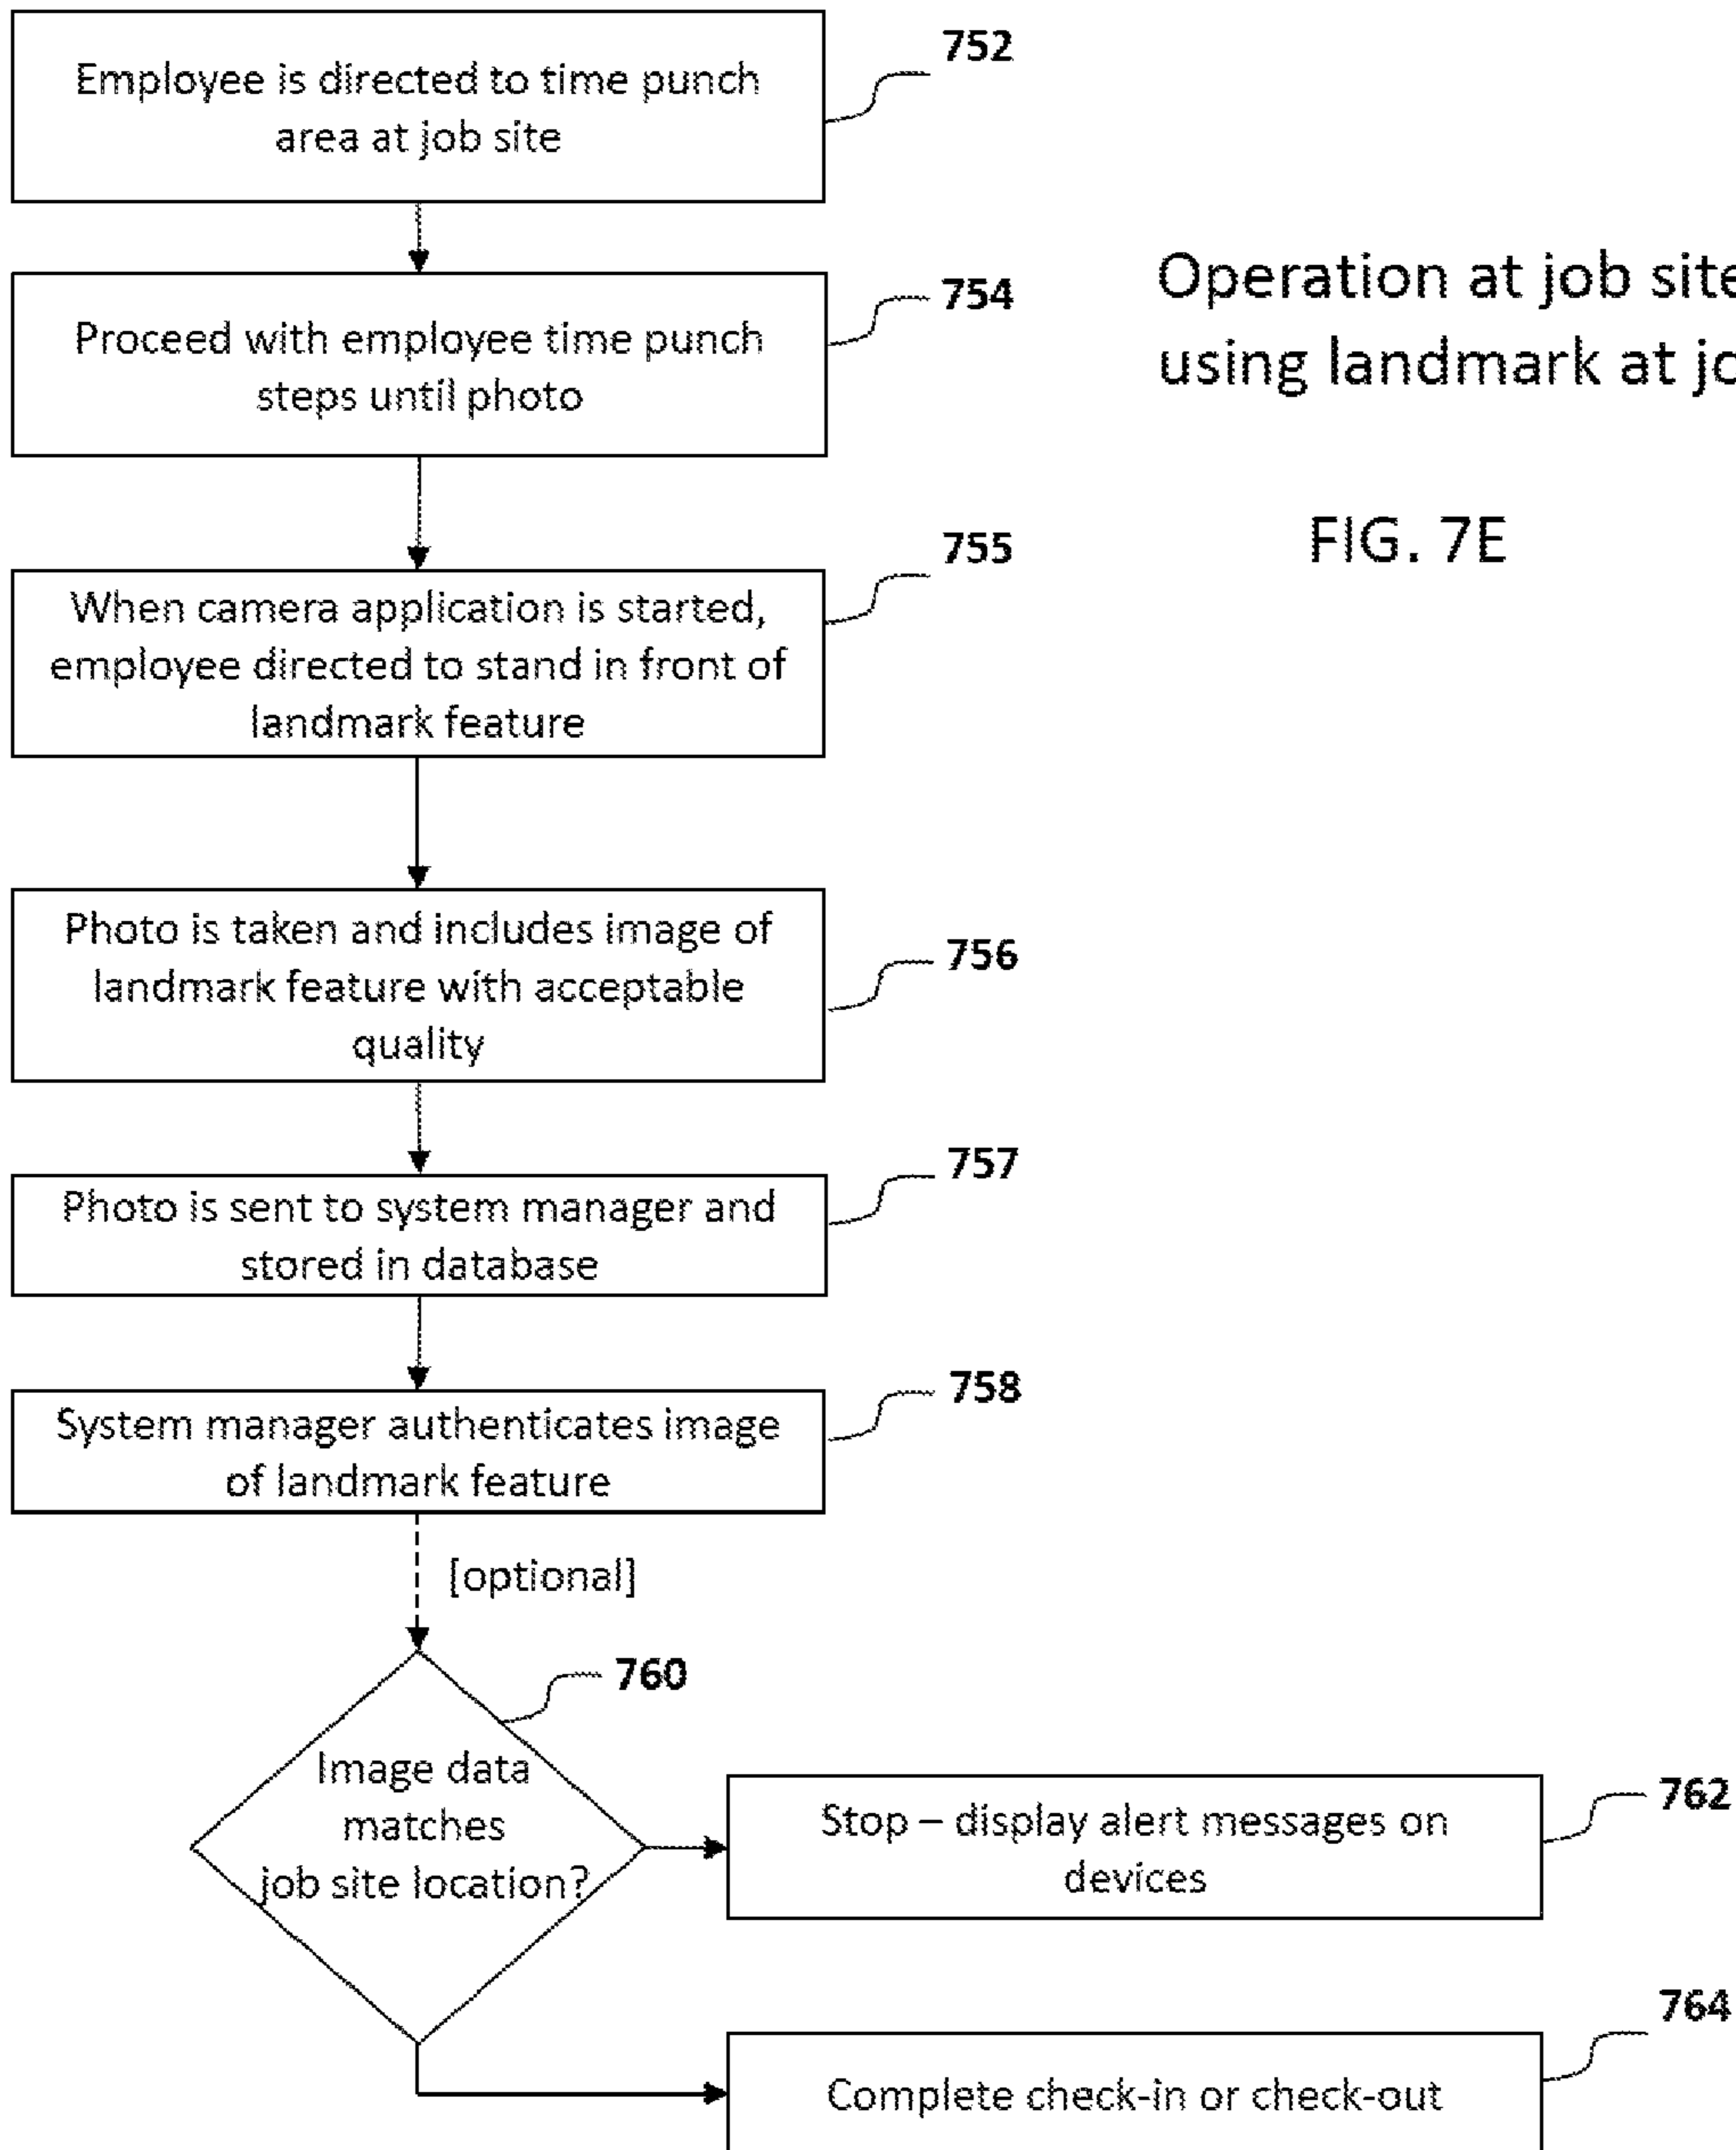 Employee is directed to time punch
area at job site
752
Proceed with employee time punch
steps until photo
754
Operation at job site
using landmark at jo
FIG. 7E
When camera application is started,
employee directed to stand in front of
landmark feature
755
Photo is taken and includes image of
landmark feature with acceptable
quality
756
Photo is sent to system manager and
stored in database
757
System manager authenticates image
of landmark feature
758
[optional]
Image data
matches
job site location?
760
Stop – display alert messages on
devices
762
Complete check-in or check-out
764